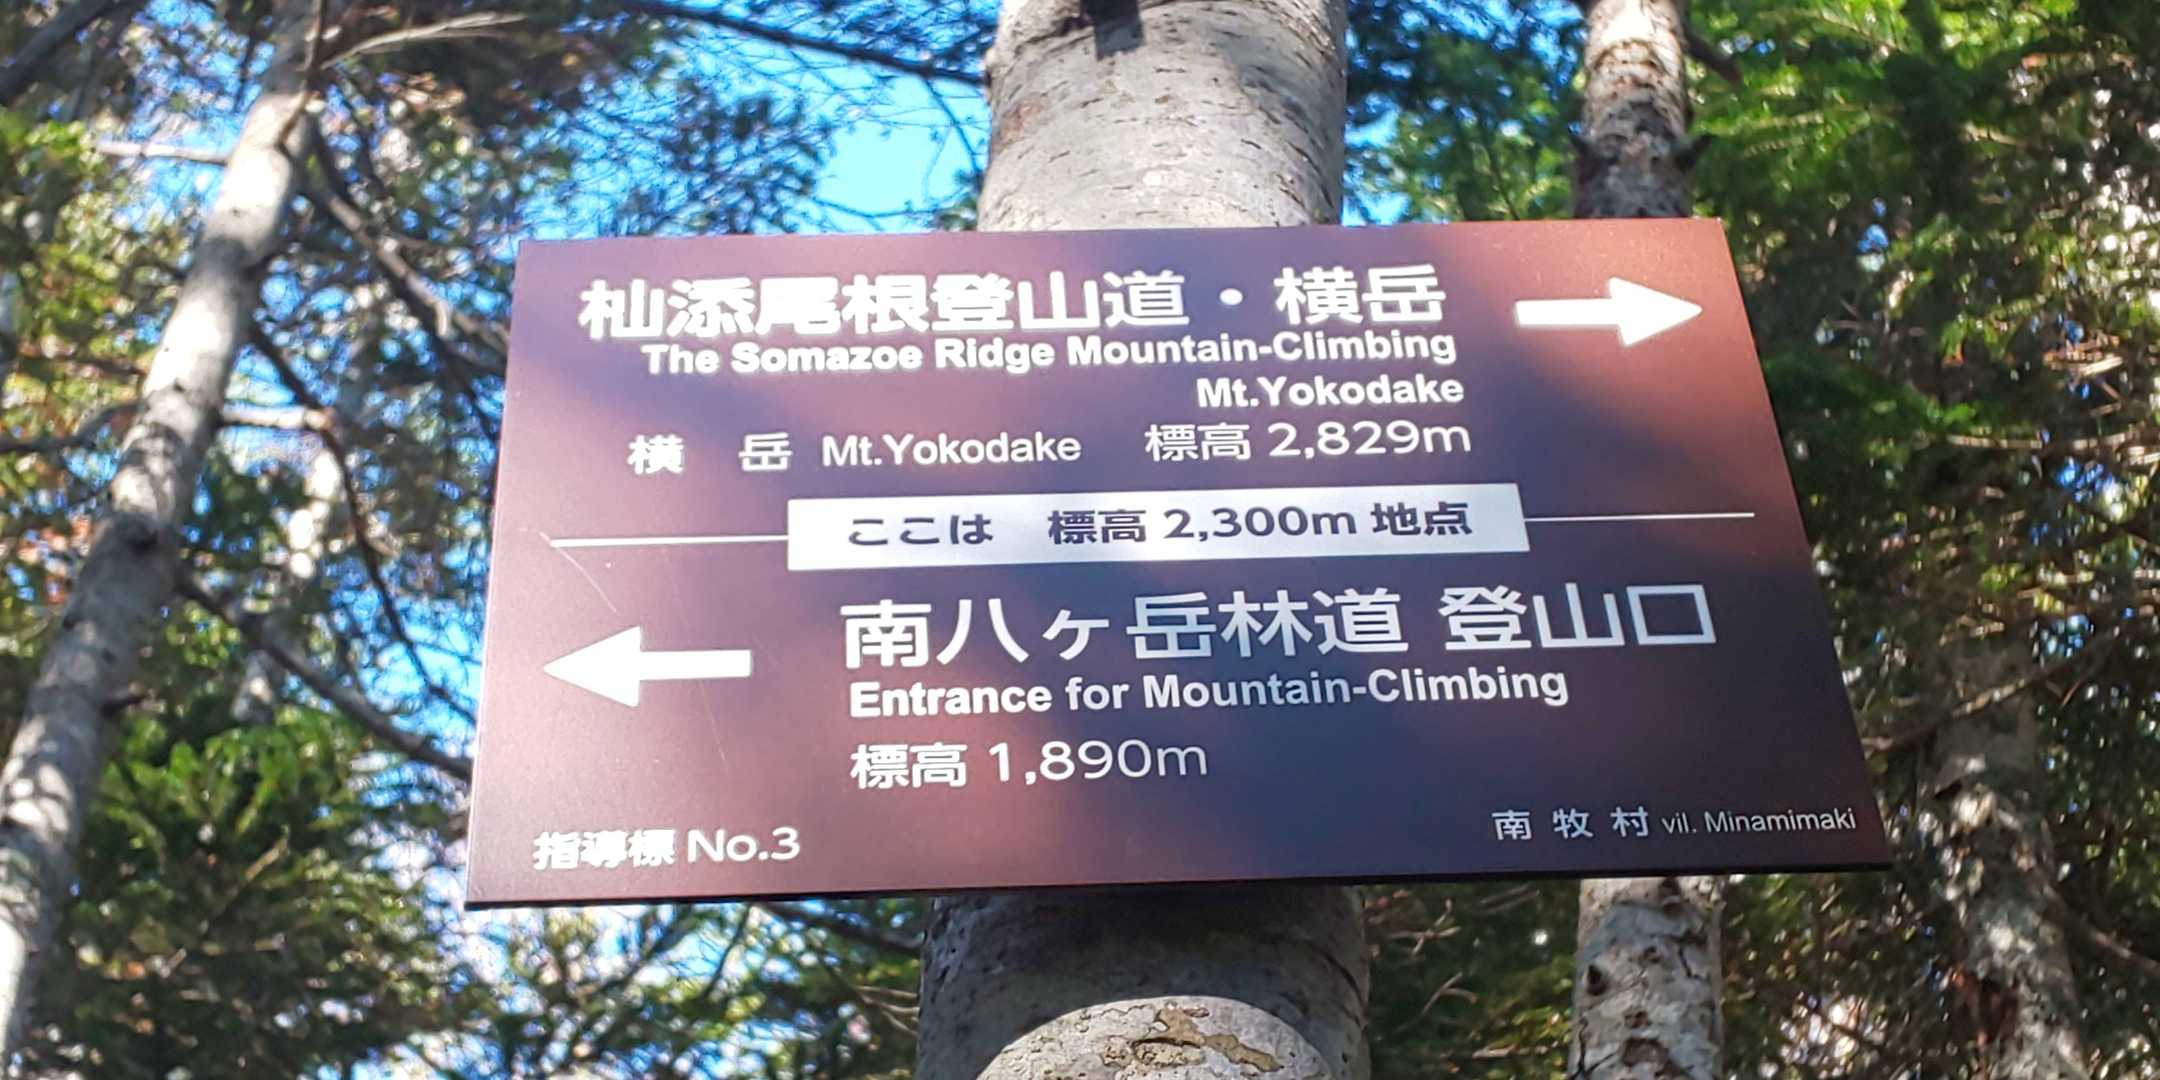 杣添尾根登山道・横岳
The Somazoe Ridge Mountain-Climbing
Mt.Yokodake
横 岳 Mt.Yokodake 標高 2,829m
ここは 標高 2,300m 地点
南八ヶ岳林道 登山口
Entrance for Mountain-Climbing
標高 1,890m
指導標 No.3
南牧村 vil. Minamimaki